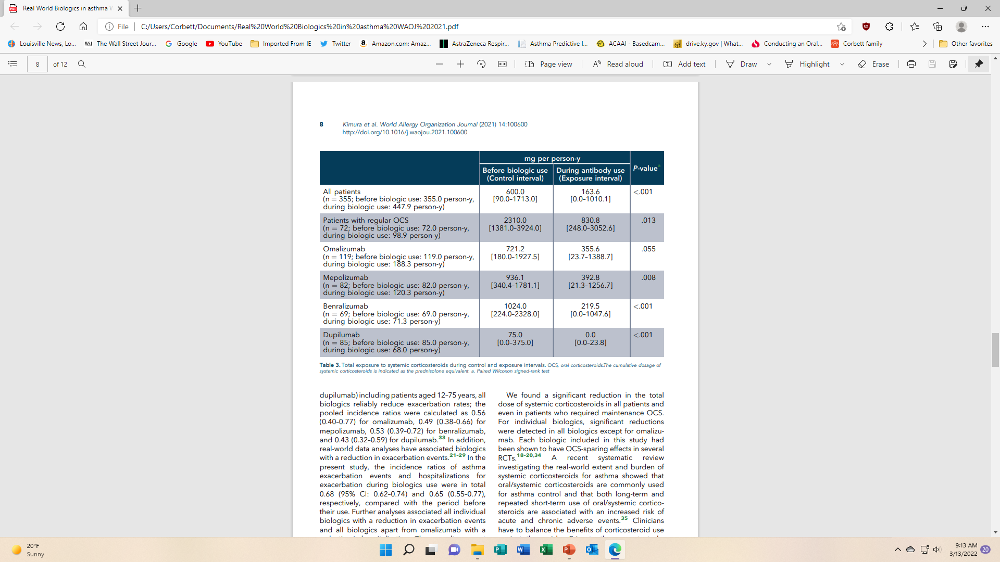 Real World Biologics in asthma W
File
C:/Users/Corbett/Documents/Real%20World%20Biologics%20in%20asthma%20WAOJ%202021.pdf
Louisville News, Lo...
The Wall Street Jour...
Google
YouTube
Imported From IE
Twitter
Amazon.com: Amaz...
AstraZeneca Respir...
Asthma Predictive I...
ACAAI - Basedcam...
drive.ky.gov | What...
Conducting an Oral...
Corbett family
Other favorites
8 of 12
Page view
Read aloud
Add text
Draw
Highlight
Erase
8 Kimura et al. World Allergy Organization Journal (2021) 14:100600
http://doi.org/10.1016/j.waojou.2021.100600
mg per person-y
Before biologic use (Control interval)
During antibody use (Exposure interval)
P-value a
All patients 600.0 163.6 <.001
(n = 355; before biologic use: 355.0 person-y, [90.0–1713.0] [0.0–1010.1]
during biologic use: 447.9 person-y)
Patients with regular OCS 2310.0 830.8 .013
(n = 72; before biologic use: 72.0 person-y, [1381.0–3924.0] [248.0–3052.6]
during biologic use: 98.9 person-y)
Omalizumab 721.2 355.6 .055
(n = 119; before biologic use: 119.0 person-y, [180.0–1927.5] [23.7–1388.7]
during biologic use: 188.3 person-y)
Mepolizumab 936.1 392.8 .008
(n = 82; before biologic use: 82.0 person-y, [340.4–1781.1] [21.3–1256.7]
during biologic use: 120.3 person-y)
Benralizumab 1024.0 219.5 <.001
(n = 69; before biologic use: 69.0 person-y, [224.0–2328.0] [0.0–1047.6]
during biologic use: 71.3 person-y)
Dupilumab 75.0 0.0 <.001
(n = 85; before biologic use: 85.0 person-y, [0.0–375.0] [0.0–23.8]
during biologic use: 68.0 person-y)
Table 3. Total exposure to systemic corticosteroids during control and exposure intervals. OCS, oral corticosteroids.The cumulative dosage of
systemic corticosteroids is indicated as the prednisolone equivalent. a. Paired Wilcoxon signed-rank test
dupilumab) including patients aged 12–75 years, all
biologics reliably reduce exacerbation rates; the
pooled incidence ratios were calculated as 0.56
(0.40–0.77) for omalizumab, 0.49 (0.38–0.66) for
mepolizumab, 0.53 (0.39–0.72) for benralizumab,
and 0.43 (0.32–0.59) for dupilumab.33 In addition,
real-world data analyses have associated biologics
with a reduction in exacerbation events.21–29 In the
present study, the incidence ratios of asthma
exacerbation events and hospitalizations for
exacerbation during biologics use were in total
0.68 (95% CI: 0.62–0.74) and 0.65 (0.55–0.77),
respectively, compared with the period before
their use. Further analyses associated all individual
biologics with a reduction in exacerbation events
and all biologics apart from omalizumab with a
We found a significant reduction in the total
dose of systemic corticosteroids in all patients and
even in patients who required maintenance OCS.
For individual biologics, significant reductions
were detected in all biologics except for omalizu-
mab. Each biologic included in this study had
been shown to have OCS-sparing effects in several
RCTs.18–20,34 A recent systematic review
investigating the real-world extent and burden of
systemic corticosteroids for asthma showed that
oral/systemic corticosteroids are commonly used
for asthma control and that both long-term and
repeated short-term use of oral/systemic cortico-
steroids are associated with an increased risk of
acute and chronic adverse events.35 Clinicians
have to balance the benefits of corticosteroid use
20°F
Sunny
9:13 AM
3/13/2022
20